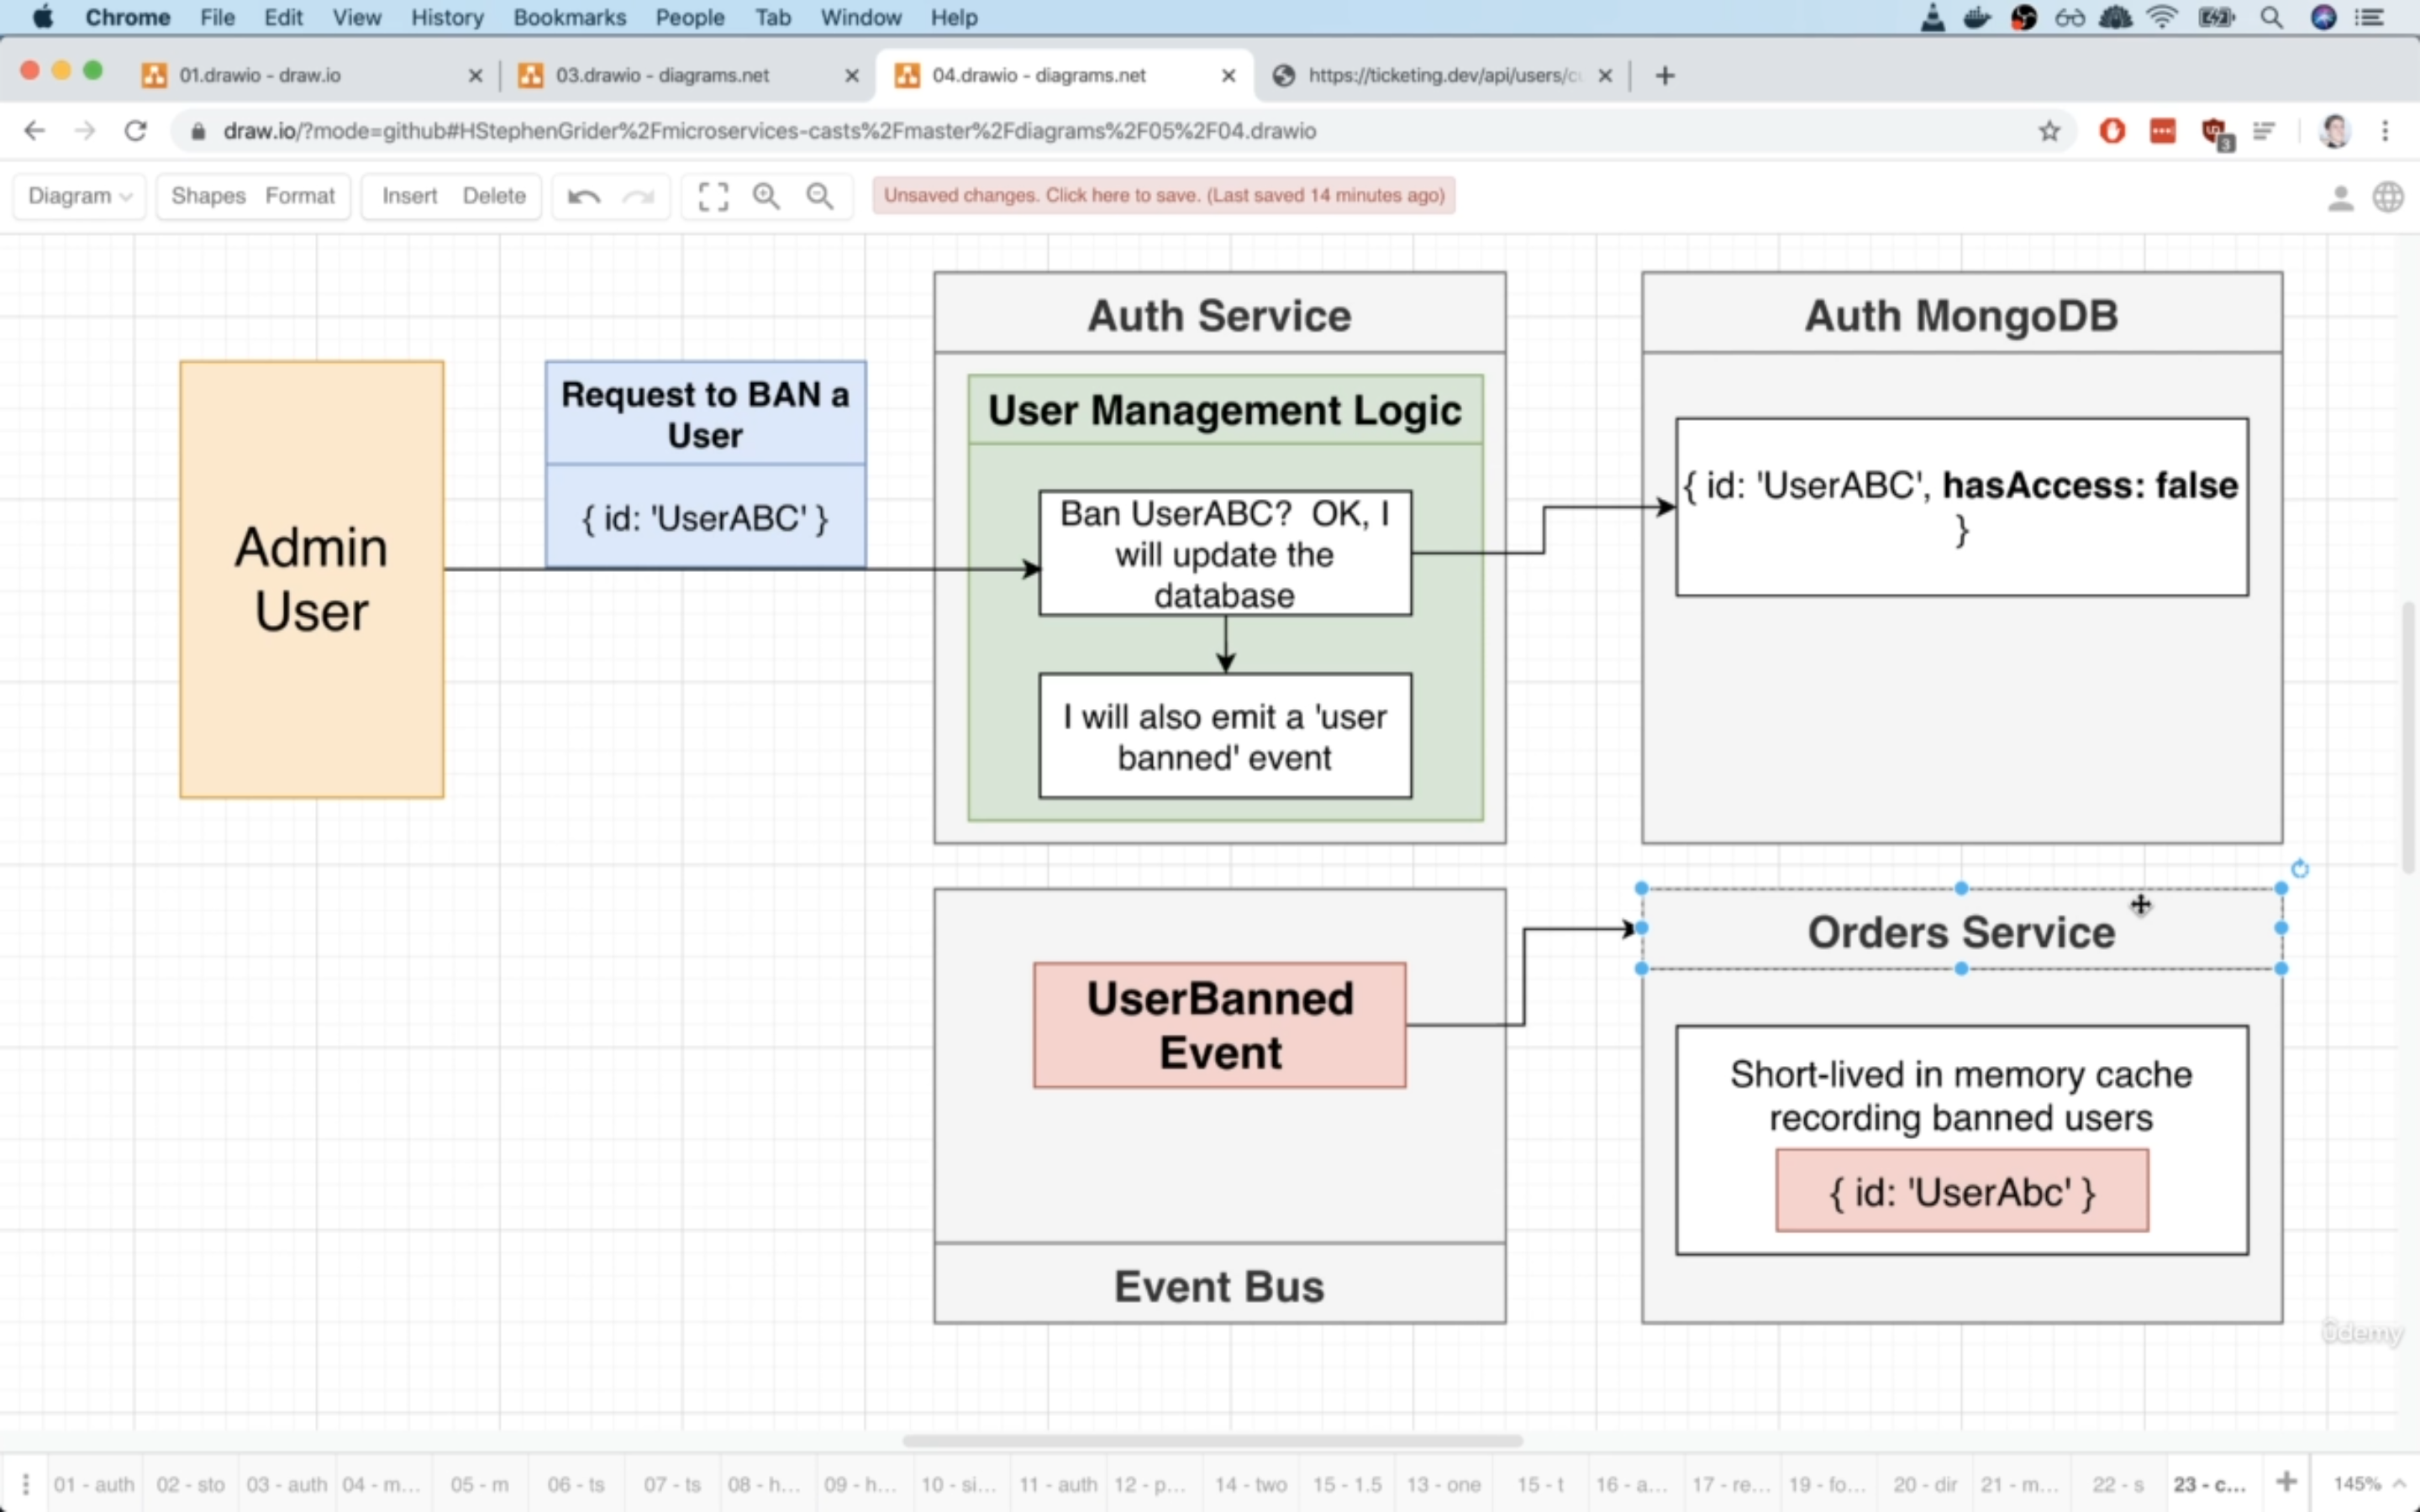 Chrome File Edit View History Bookmarks People Tab Window Help
01.drawio - draw.io
03.drawio - diagrams.net
04.drawio - diagrams.net
https://ticketing.dev/api/users/c
draw.io/?mode=github#HStephenGrider%2Fmicroservices-casts%2Fmaster%2Fdiagrams%2F05%2F04.drawio
3
Diagram Shapes Format Insert Delete
Unsaved changes. Click here to save. (Last saved 14 minutes ago)
Admin
User
Request to BAN a
User
{ id: 'UserABC' }
Auth Service
User Management Logic
Ban UserABC?  OK, I
will update the
database
I will also emit a 'user
banned' event
Auth MongoDB
{ id: 'UserABC', hasAccess: false
}
UserBanned
Event
Event Bus
Orders Service
Short-lived in memory cache
recording banned users
{ id: 'UserAbc' }
ûdemy
01 - auth
02 - sto
03 - auth
04 - m...
05 - m
06 - ts
07 - ts
08 - h...
09 - h...
10 - si...
11 - auth
12 - p...
14 - two
15 - 1.5
13 - one
15 - t
16 - a...
17 - re...
19 - fo...
20 - dir
21 - m...
22 - s
23 - c...
145%